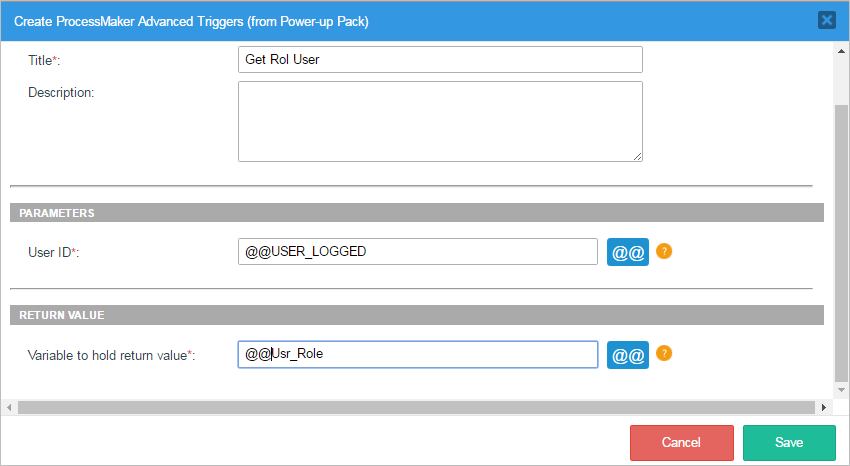 Create ProcessMaker Advanced Triggers (from Power-up Pack)
Title*: Get Rol User
Description:
PARAMETERS
User ID*: @@USER_LOGGED @@ ?
RETURN VALUE
Variable to hold return value*: @@Usr_Role @@ ?
Cancel Save